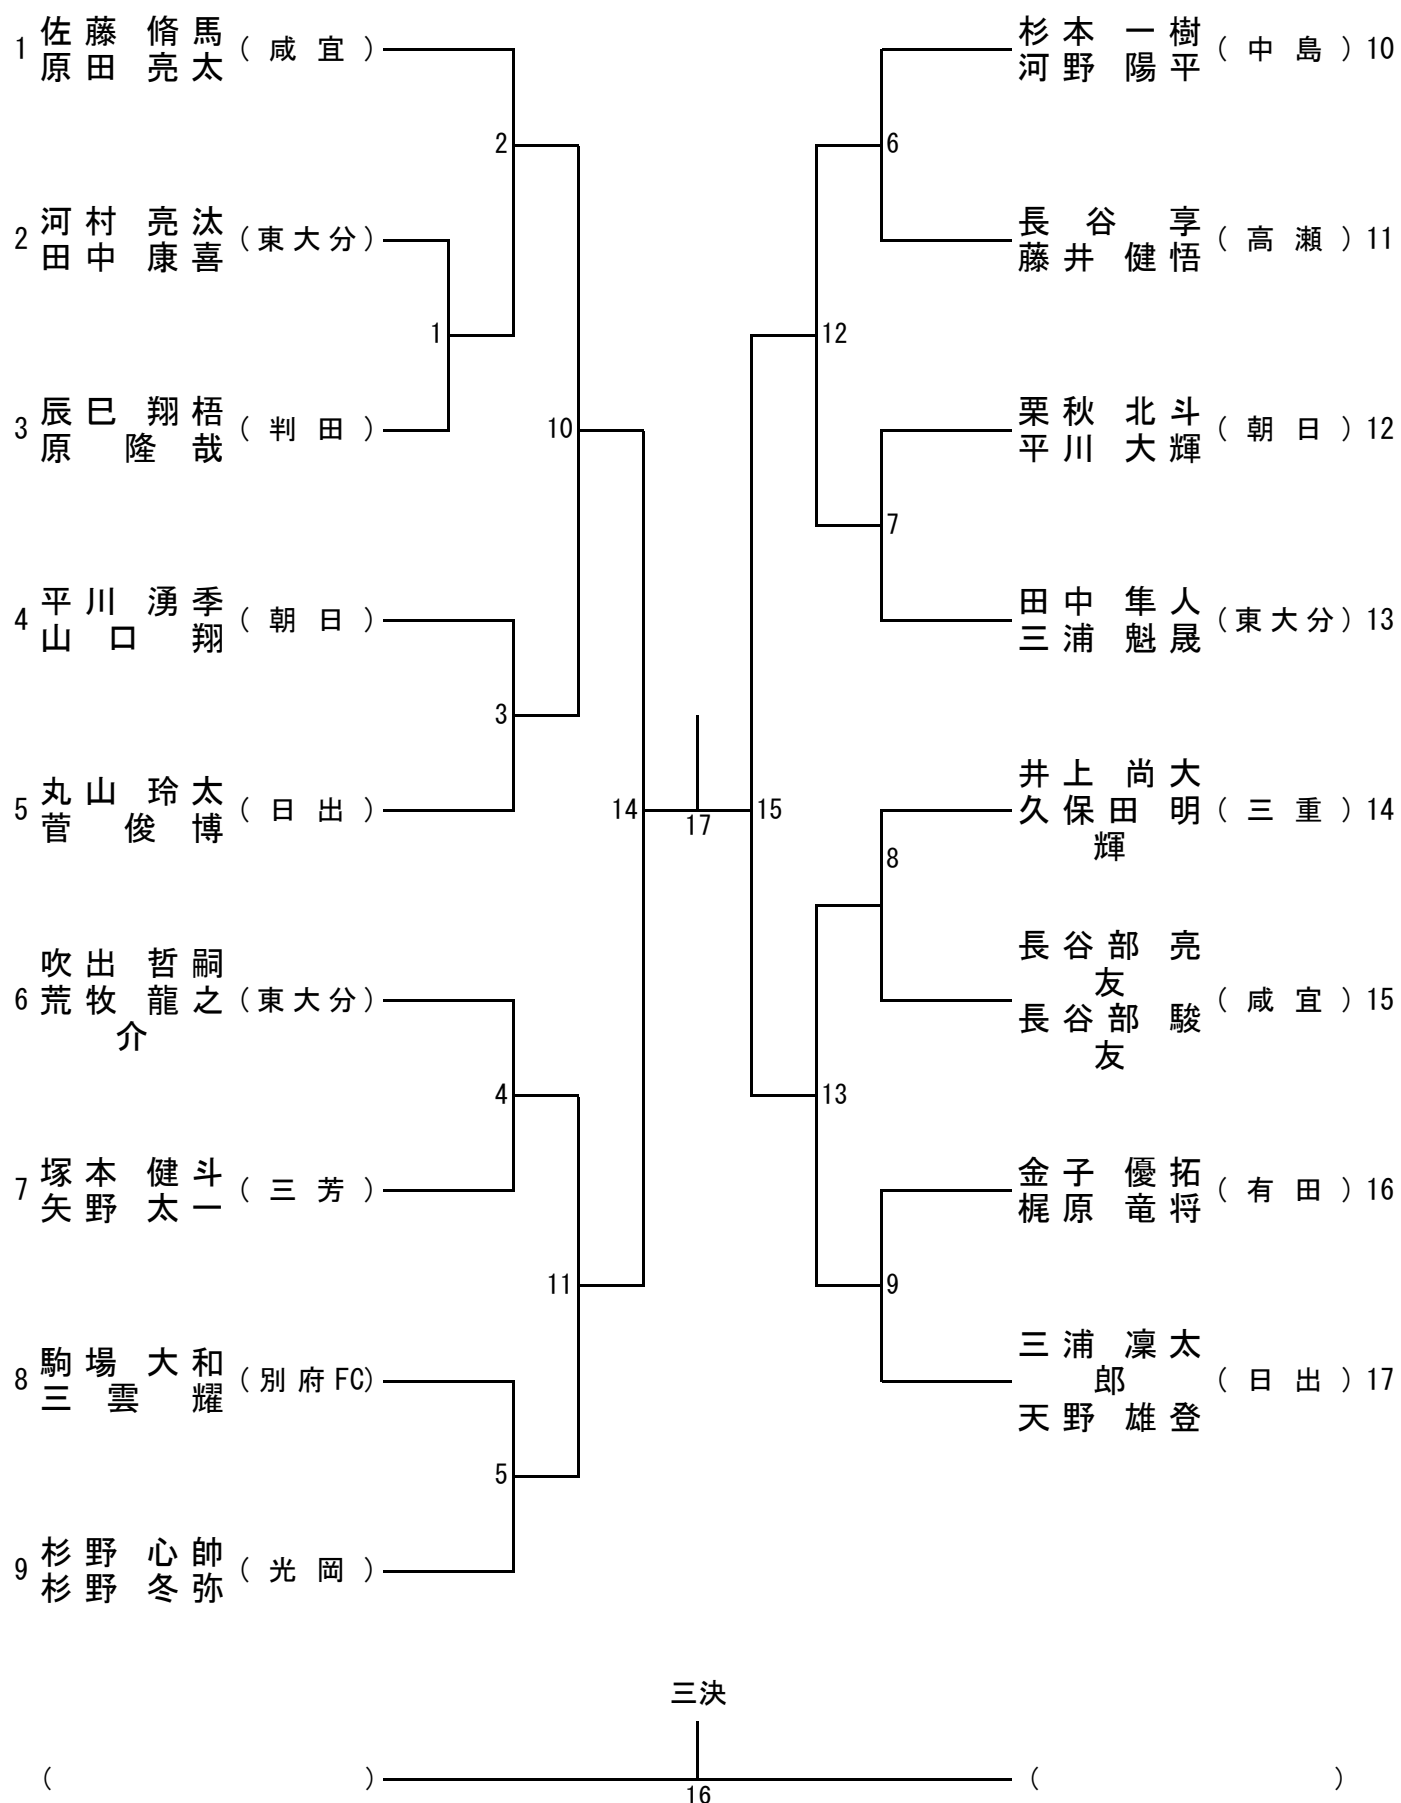 1 佐藤 脩馬
原田 亮太 (咸宜)
2 河村 亮汰
田中 康喜 (東大分)
3 辰巳 翔梧
原 隆哉 (判田)
4 平川 湧季
山口 翔 (朝日)
5 丸山 玲太
菅 俊博 (日出)
6 吹出 哲嗣
荒牧 龍之
介 (東大分)
7 塚本 健斗
矢野 太一 (三芳)
8 駒場 大和
三雲 耀 (別府FC)
9 杉野 心帥
杉野 冬弥 (光岡)
2
1
10
3
14
4
11
5
17
15
6
12
7
8
13
9
杉本 一樹
河野 陽平 (中島) 10
長谷 享
藤井 健悟 (高瀬) 11
栗秋 北斗
平川 大輝 (朝日) 12
田中 隼人
三浦 魁晟 (東大分) 13
井上 尚大
久保田 明
輝 (三重) 14
長谷部 亮
友
長谷部 駿
友 (咸宜) 15
金子 優拓
梶原 竜将 (有田) 16
三浦 凜太
郎
天野 雄登 (日出) 17
三決
( ) 16 ( )